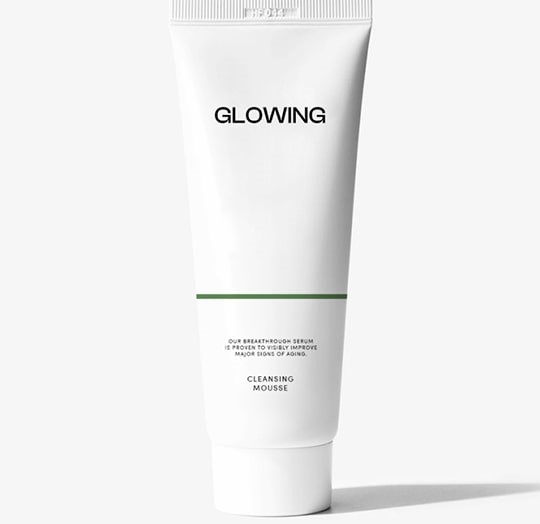 GLOWING
OUR BREAKTHROUGH SERUM
IS PROVEN TO VISIBLY IMPROVE
MAJOR SIGNS OF AGING.
CLEANSING
MOUSSE